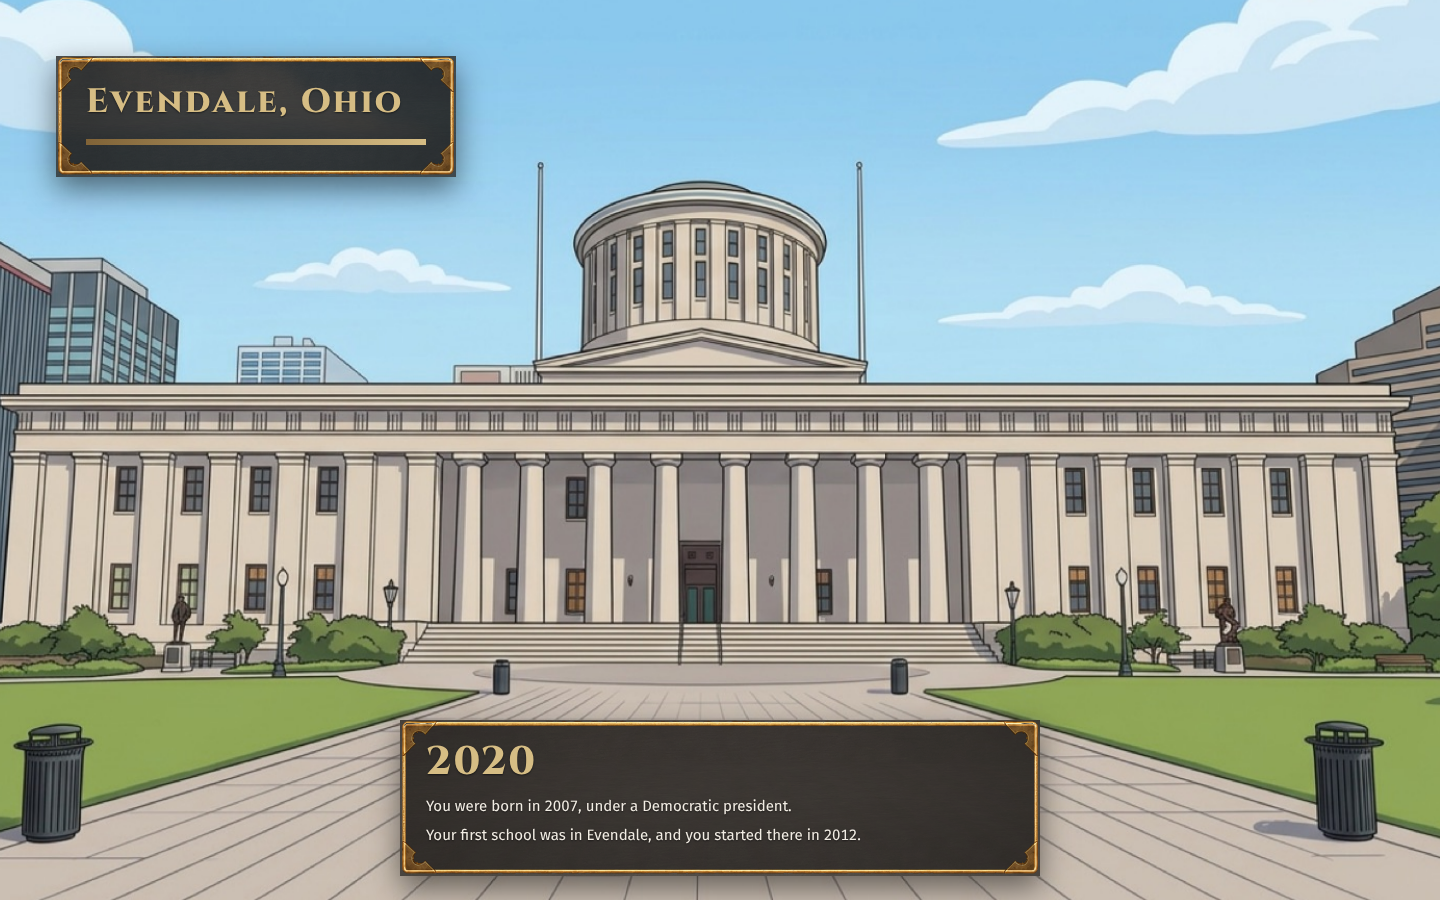 Evendale, Ohio
2020
You were born in 2007, under a Democratic president.
Your first school was in Evendale, and you started there in 2012.